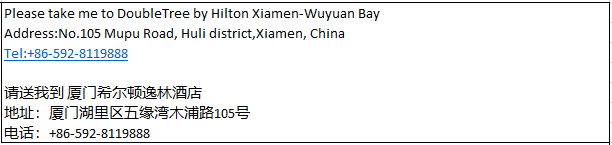 Please take me to DoubleTree by Hilton Xiamen-Wuyuan Bay
Address:No.105 Mupu Road, Huli district,Xiamen, China
Tel:+86-592-8119888
请送我到 厦门希尔顿逸林酒店
地址：厦门湖里区五缘湾木浦路105号
电话：+86-592-8119888